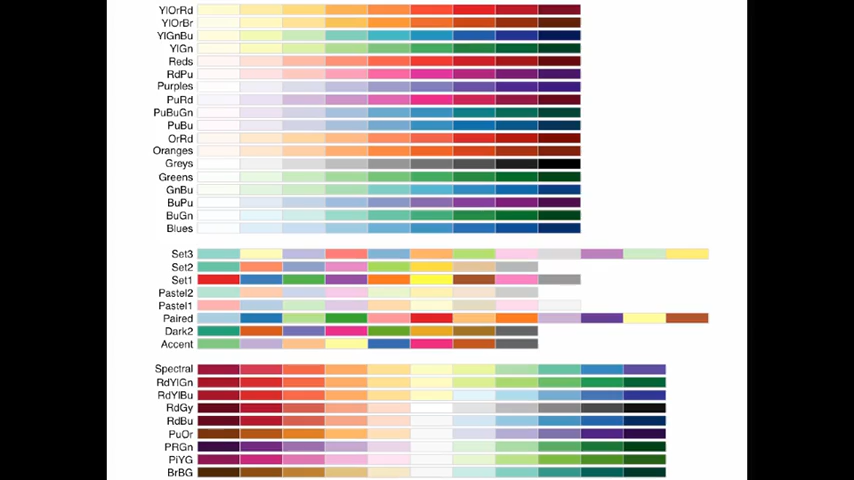 YlOrRd
YlOrBr
YlGnBu
YlGn
Reds
RdPu
Purples
PuRd
PuBuGn
PuBu
OrRd
Oranges
Greys
Greens
GnBu
BuPu
BuGn
Blues
Set3
Set2
Set1
Pastel2
Pastel1
Paired
Dark2
Accent
Spectral
RdYlGn
RdYlBu
RdGy
RdBu
PuOr
PRGn
PiYG
BrBG